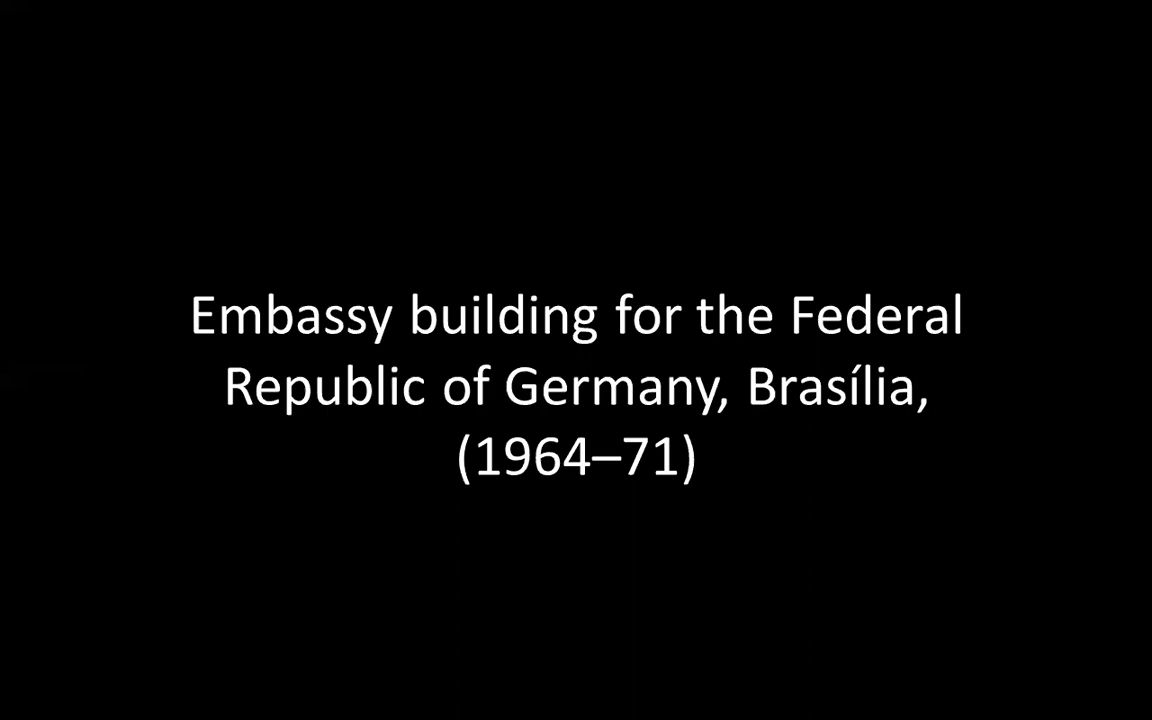 Embassy building for the Federal
Republic of Germany, Brasília,
(1964–71)